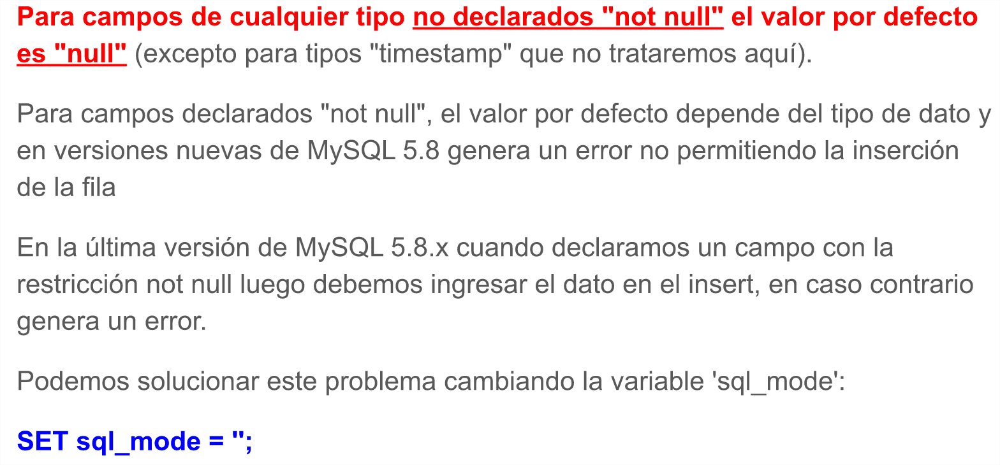 Para campos de cualquier tipo no declarados "not null" el valor por defecto
es "null" (excepto para tipos "timestamp" que no trataremos aquí).
Para campos declarados "not null", el valor por defecto depende del tipo de dato y
en versiones nuevas de MySQL 5.8 genera un error no permitiendo la inserción
de la fila
En la última versión de MySQL 5.8.x cuando declaramos un campo con la
restricción not null luego debemos ingresar el dato en el insert, en caso contrario
genera un error.
Podemos solucionar este problema cambiando la variable 'sql_mode':
SET sql_mode = '';